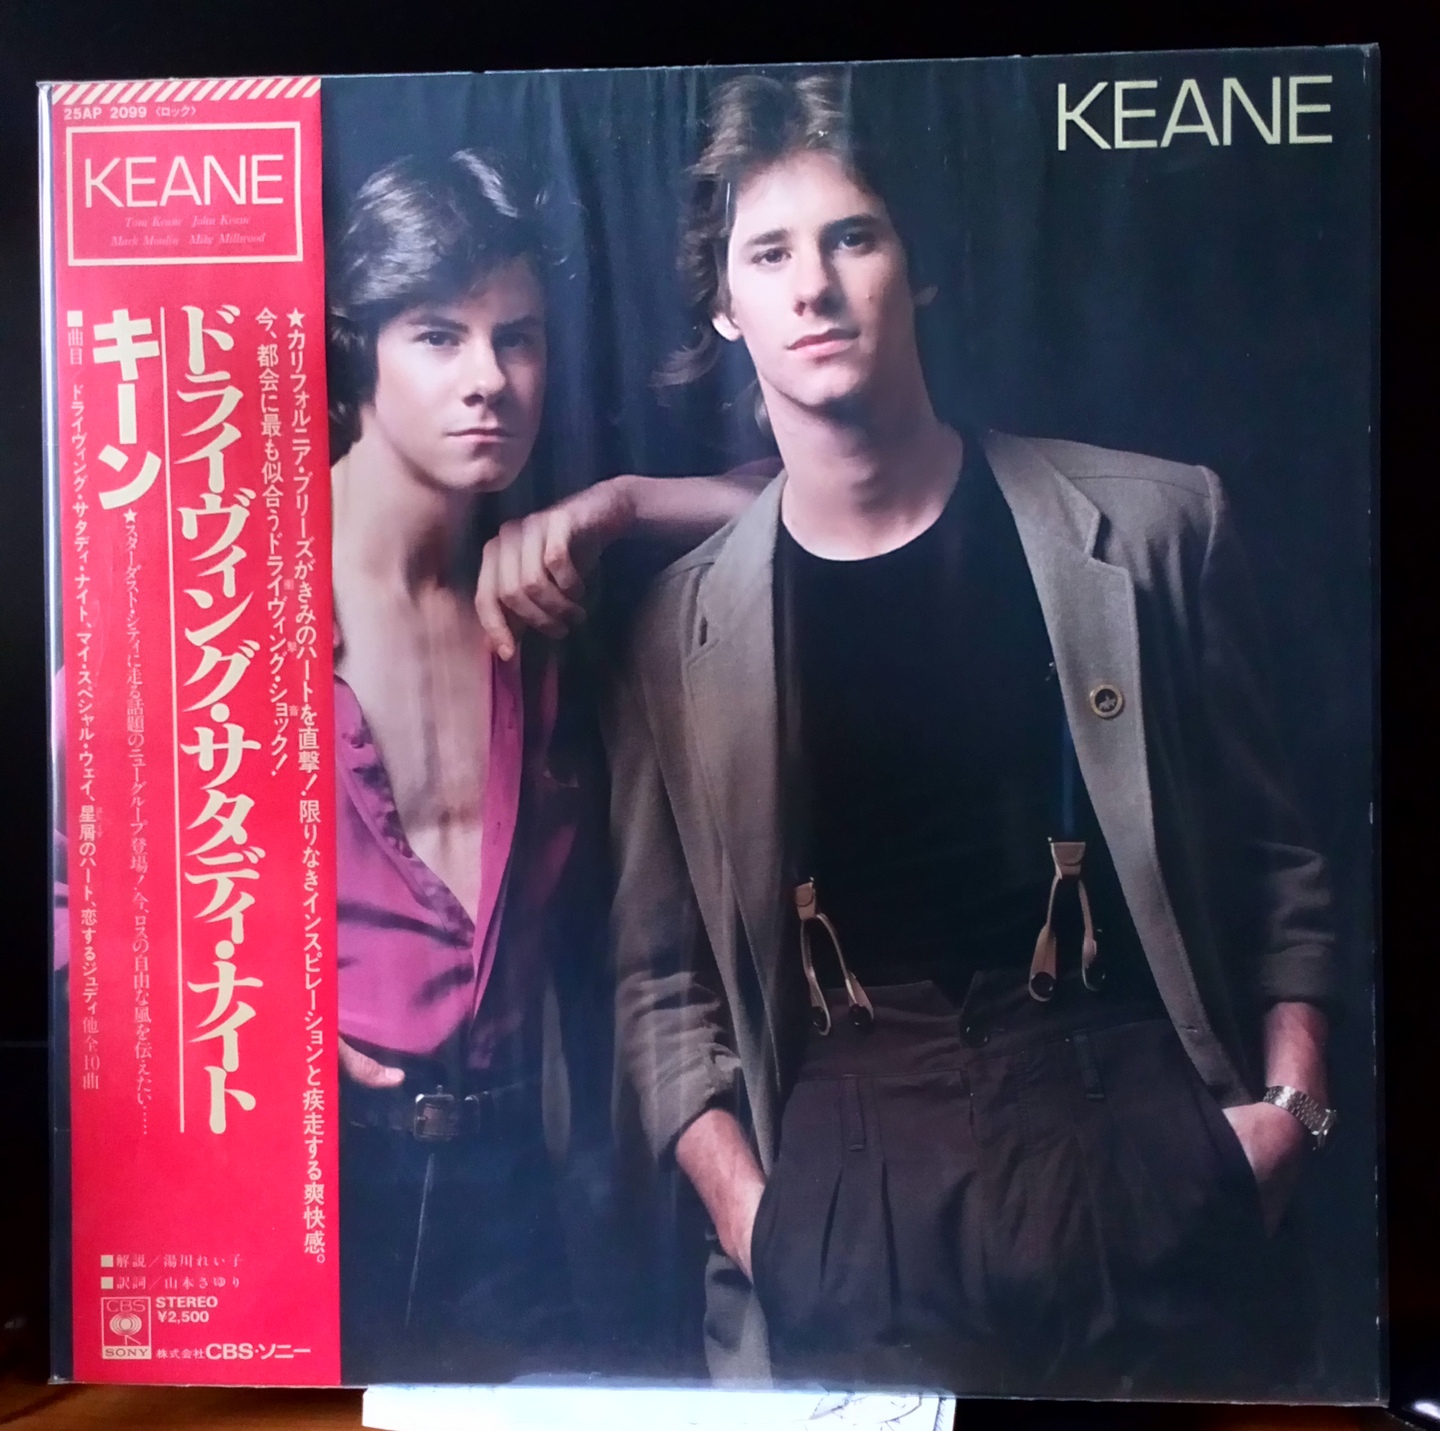 25AP 2099 〈ロック〉
KEANE
Tom Keane John Keane
Mark Moulin Mike Millwood
KEANE
★カリフォルニア・ブリーズがきみのハートを直撃!限りなきインスピレーションと疾走する爽快感。
今、都会に最も似合うドライヴィング・ショック!
ドライヴィング・サタディ・ナイト
キーン
★スターダスト・シティに走る話題のニューグループ登場!今、ロスの自由な風を伝えたい……
■曲目 ドライヴィング・サタディ・ナイト、マイ・スペシャル・ウェイ、星屑のハート、恋するジュディ他全10曲
■解説/湯川れい子
■訳詞/山本さゆり
CBS
SONY
STEREO
¥2,500
株式会社CBS・ソニー